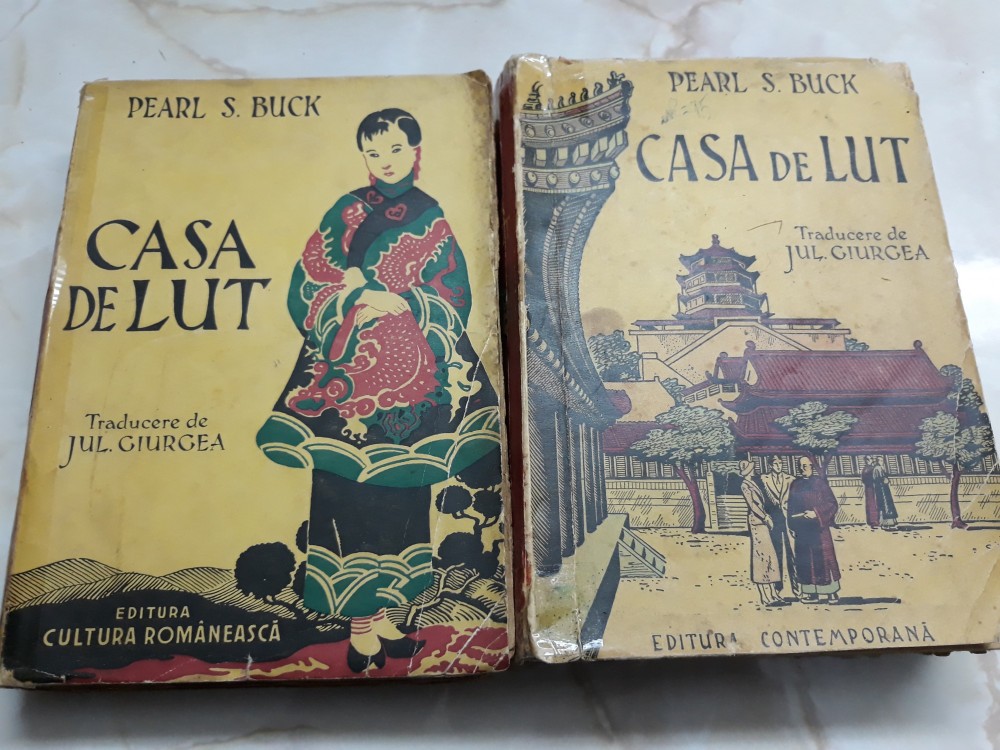 PEARL S. BUCK
CASA
DE LUT
Traducere de
JUL. GIURGEA
EDITURA
CULTURA ROMÂNEASCĂ
PEARL S. BUCK
CASA DE LUT
Traducere de
JUL. GIURGEA
EDITURA CONTEMPORANĂ